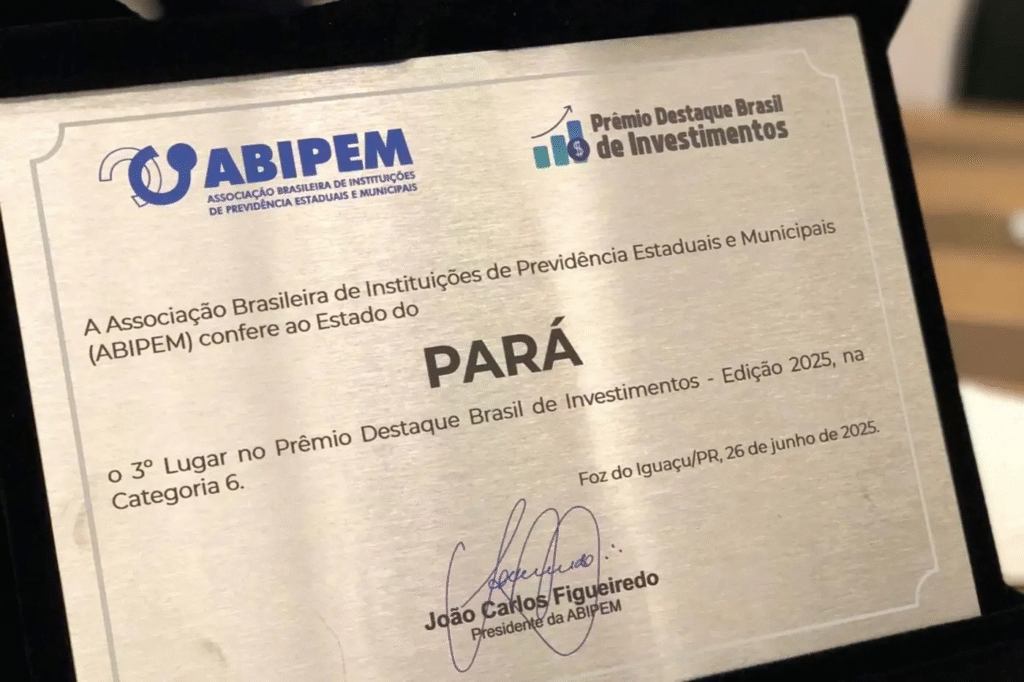 ABIPEM
ASSOCIAÇÃO BRASILEIRA DE INSTITUIÇÕES
DE PREVIDÊNCIA ESTADUAIS E MUNICIPAIS
Prêmio Destaque Brasil
de Investimentos
A Associação Brasileira de Instituições de Previdência Estaduais e Municipais
(ABIPEM) confere ao Estado do
PARÁ
o 3º Lugar no Prêmio Destaque Brasil de Investimentos - Edição 2025, na
Categoria 6.
Foz do Iguaçu/PR, 26 de junho de 2025.
João Carlos Figueiredo
Presidente da ABIPEM